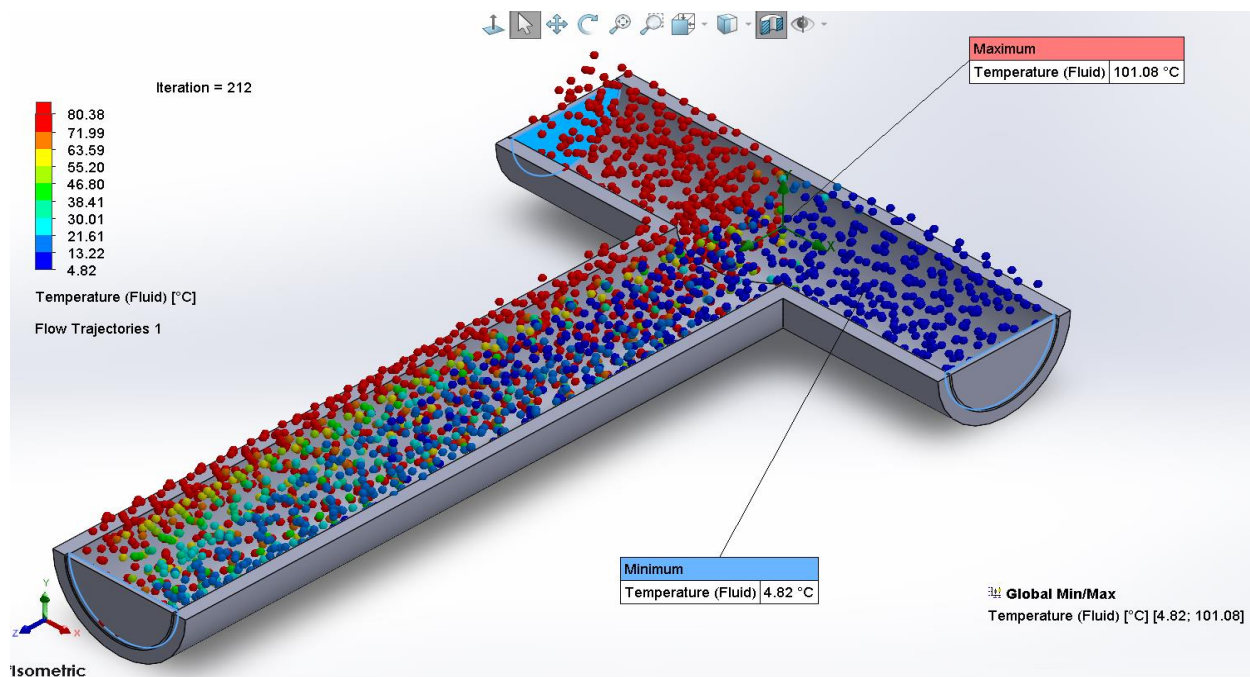 Maximum
Temperature (Fluid) 101.08 °C
Iteration = 212
80.38
71.99
63.59
55.20
46.80
38.41
30.01
21.61
13.22
4.82
Temperature (Fluid) [°C]
Flow Trajectories 1
Y
X
Minimum
Temperature (Fluid) 4.82 °C
Global Min/Max
Temperature (Fluid) [°C] [4.82; 101.08]
Y
Z X
*Isometric